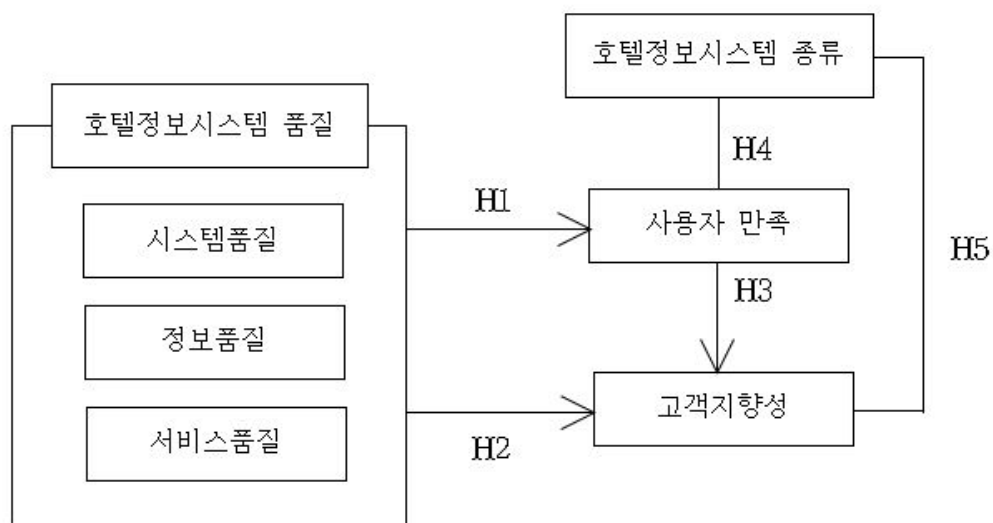 호텔정보시스템 종류
호텔정보시스템 품질
H4
H1
사용자 만족
시스템품질
H5
H3
정보품질
고객지향성
서비스품질
H2